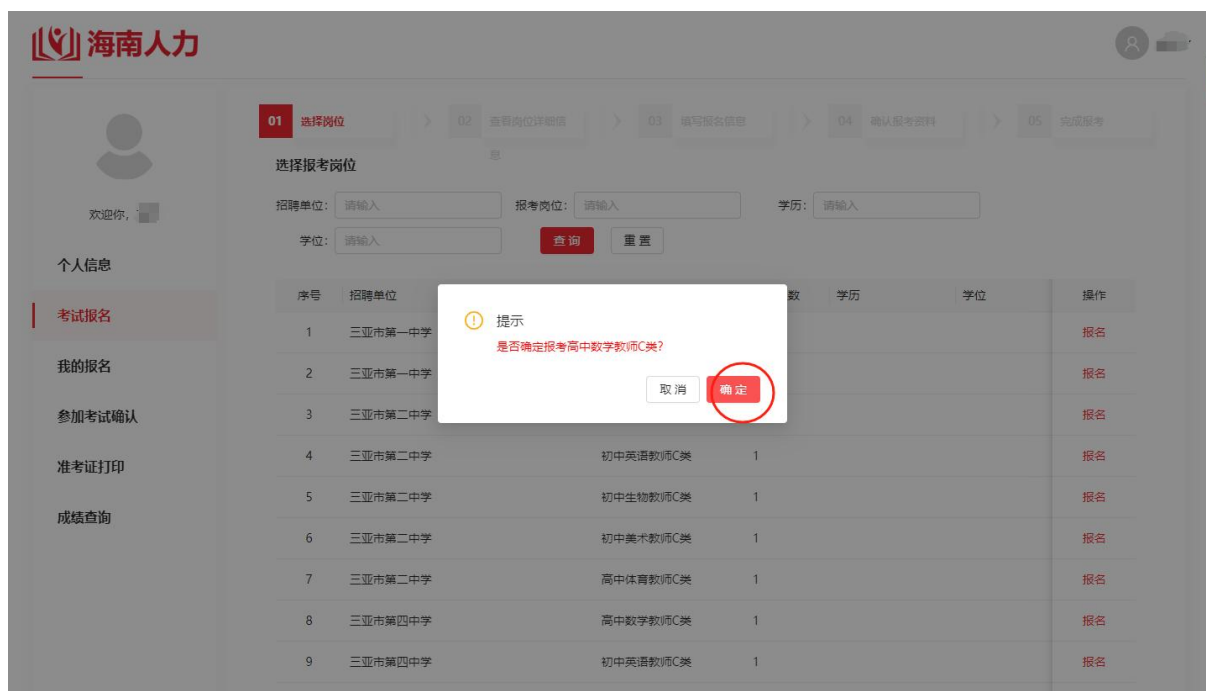 海南人力
01 选择岗位 > 02 查看岗位详细信 > 03 填写报名信息 > 04 确认报考资料 > 05 完成报考
息
选择报考岗位
招聘单位: 请输入 报考岗位: 请输入 学历: 请输入
学位: 请输入 查询 重置
欢迎你,
个人信息
考试报名
我的报名
参加考试确认
准考证打印
成绩查询
序号 招聘单位 数 学历 学位 操作
1 三亚市第一中学 报名
2 三亚市第一中学 报名
3 三亚市第二中学 报名
4 三亚市第二中学 初中英语教师C类 1 报名
5 三亚市第二中学 初中生物教师C类 1 报名
6 三亚市第二中学 初中美术教师C类 1 报名
7 三亚市第二中学 高中体育教师C类 1 报名
8 三亚市第四中学 高中数学教师C类 1 报名
9 三亚市第四中学 初中英语教师C类 1 报名
提示
是否确定报考高中数学教师C类?
取消 确定